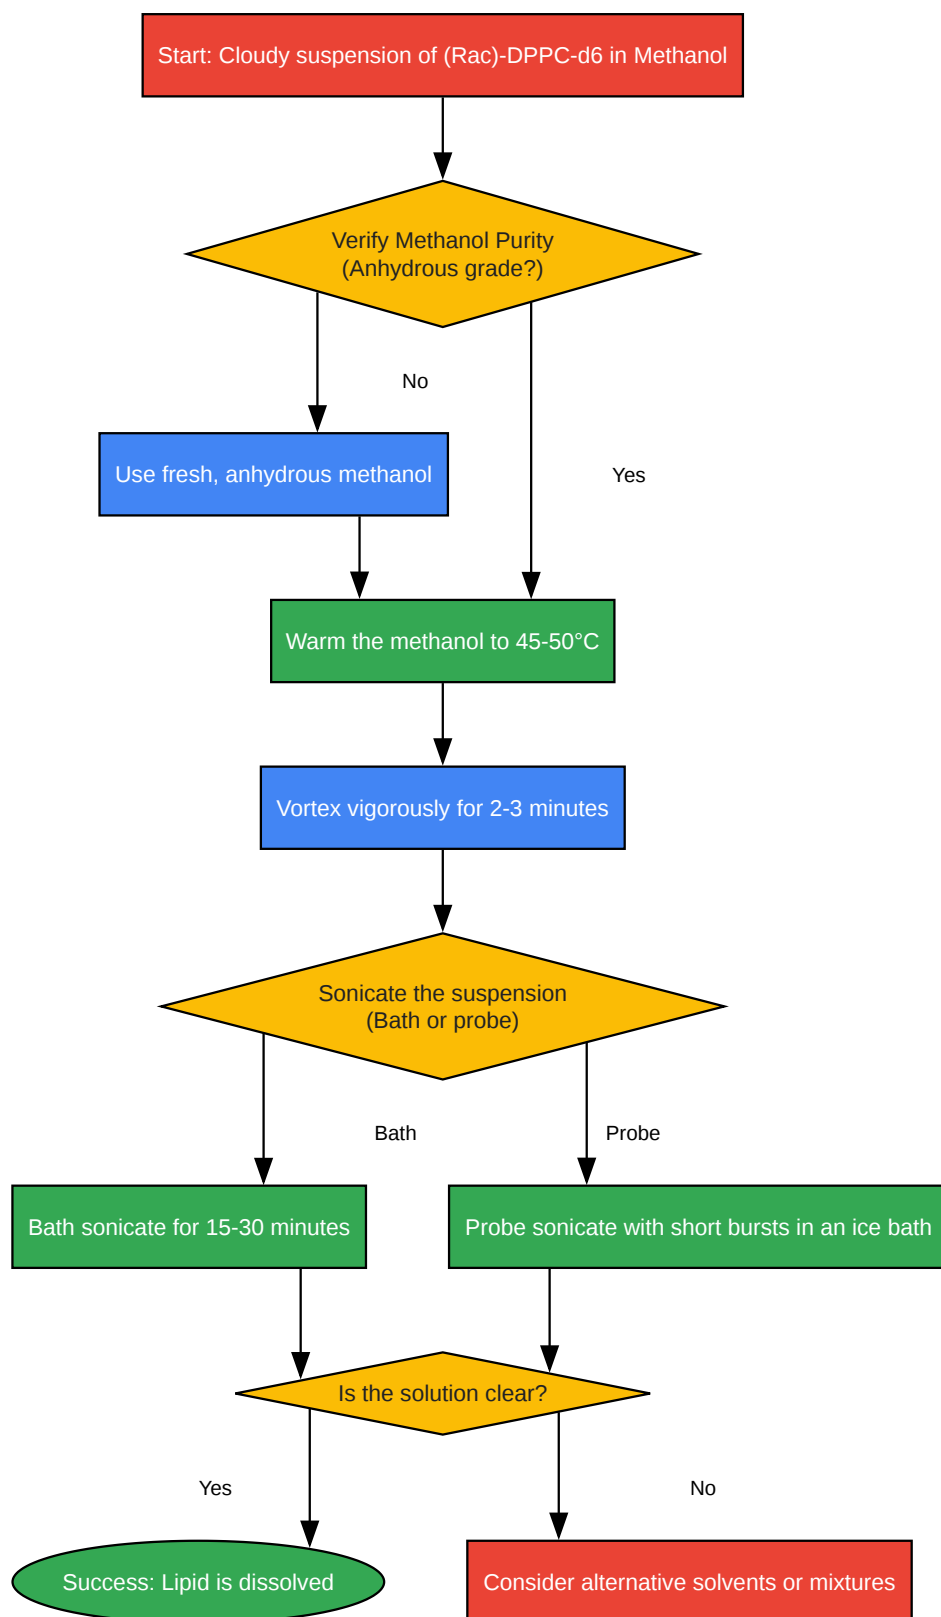 Start: Cloudy suspension of (Rac)-DPPC-d6 in Methanol
Verify Methanol Purity
(Anhydrous grade?)
No
Use fresh, anhydrous methanol
Yes
Warm the methanol to 45-50°C
Vortex vigorously for 2-3 minutes
Sonicate the suspension
(Bath or probe)
Bath
Probe
Bath sonicate for 15-30 minutes
Probe sonicate with short bursts in an ice bath
Is the solution clear?
Yes
No
Success: Lipid is dissolved
Consider alternative solvents or mixtures